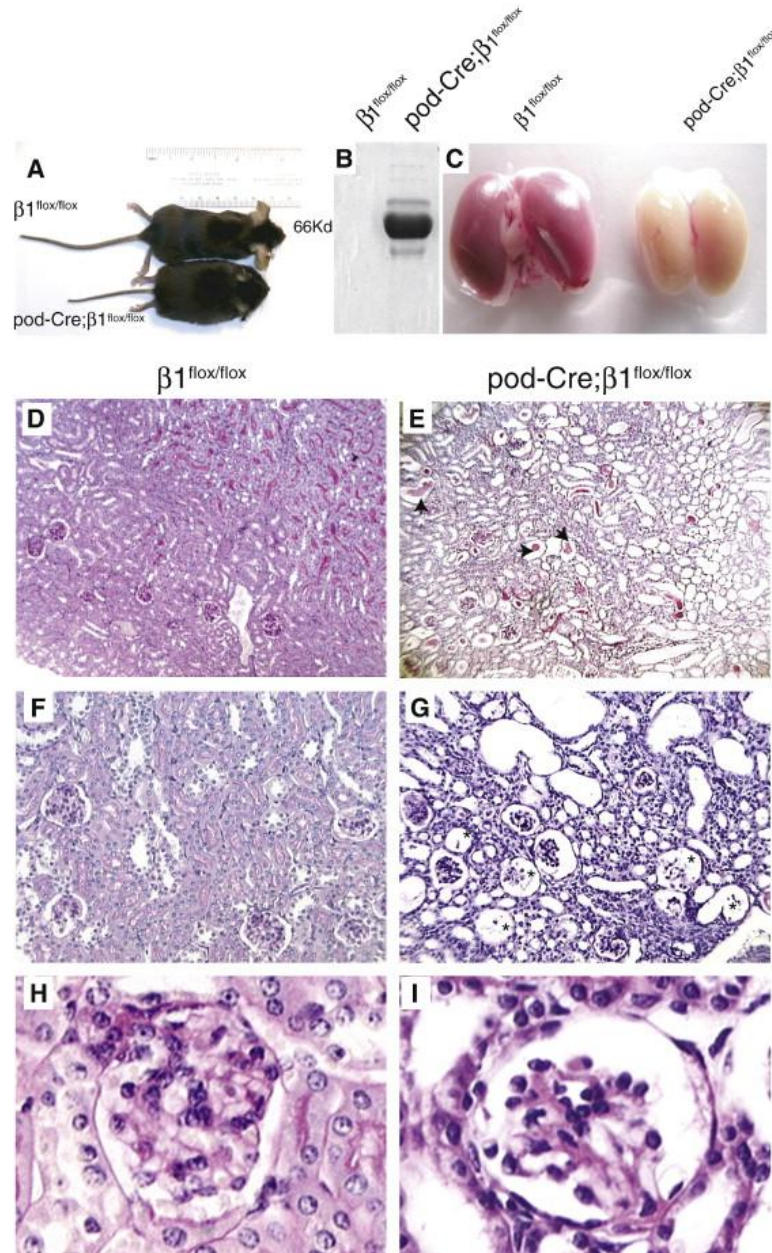 β1flox/flox
pod-Cre;β1flox/flox
β1flox/flox
pod-Cre;β1flox/flox
A
B
C
β1flox/flox
66Kd
pod-Cre;β1flox/flox
β1flox/flox
pod-Cre;β1flox/flox
D
E
F
G
* * * * * *
H
I